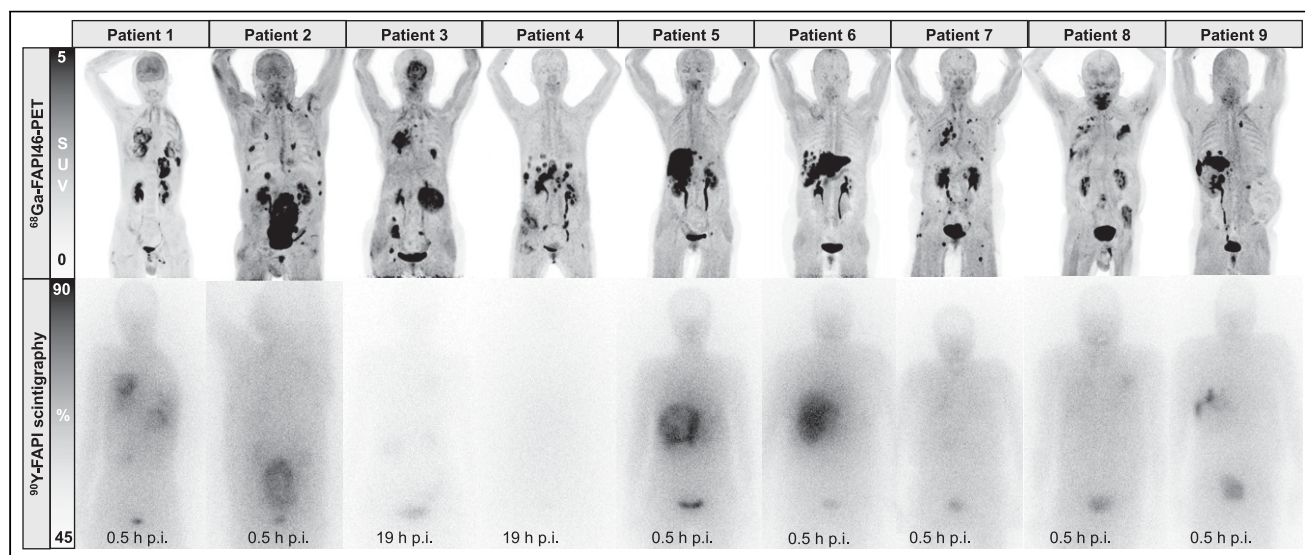 Patient 1 Patient 2 Patient 3 Patient 4 Patient 5 Patient 6 Patient 7 Patient 8 Patient 9
⁶⁸Ga-FAPI46-PET
5
S
U
V
0
⁹⁰Y-FAPI scintigraphy
90
%
45
0.5 h p.i. 0.5 h p.i. 19 h p.i. 19 h p.i. 0.5 h p.i. 0.5 h p.i. 0.5 h p.i. 0.5 h p.i. 0.5 h p.i.